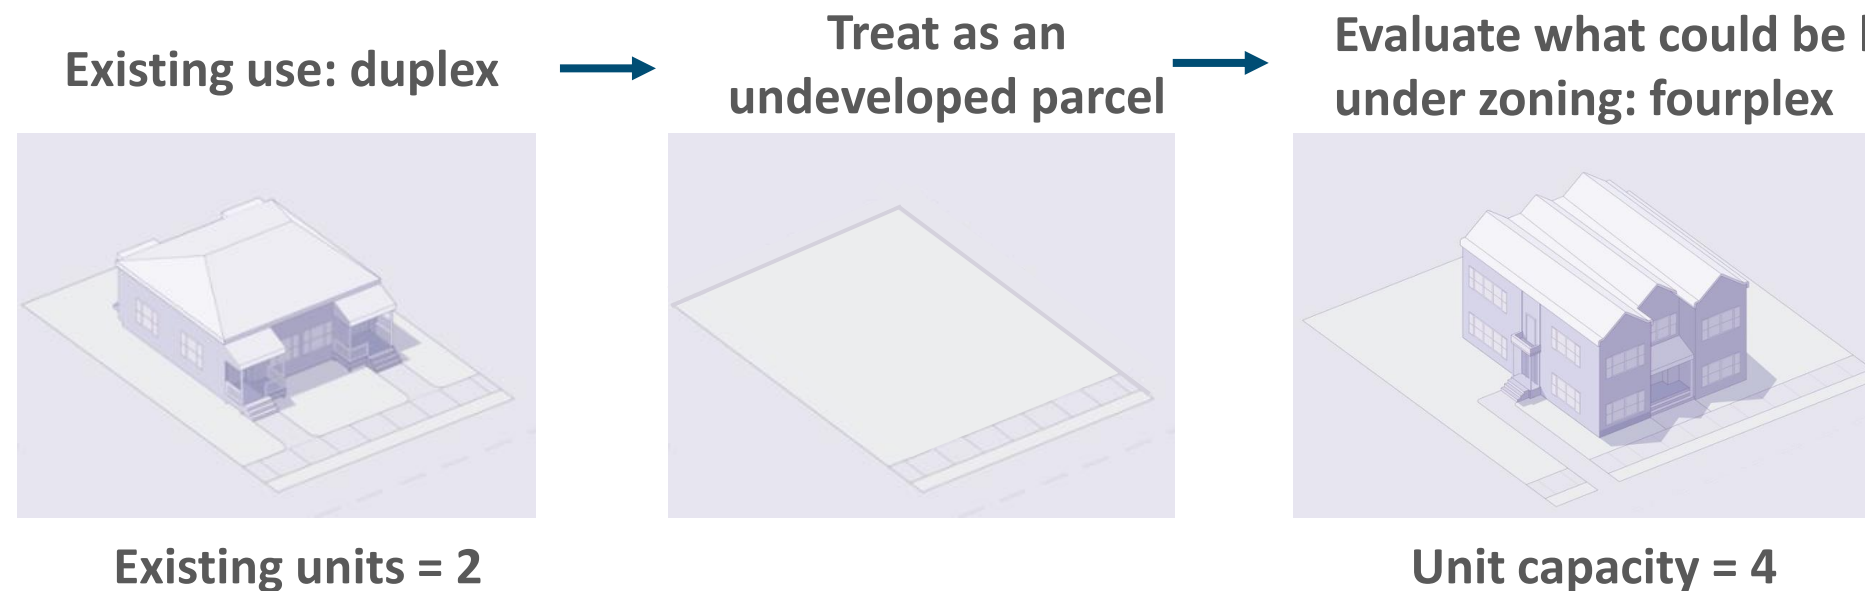 Existing use: duplex
Treat as an
undeveloped parcel
Evaluate what could be
under zoning: fourplex
Existing units = 2
Unit capacity = 4